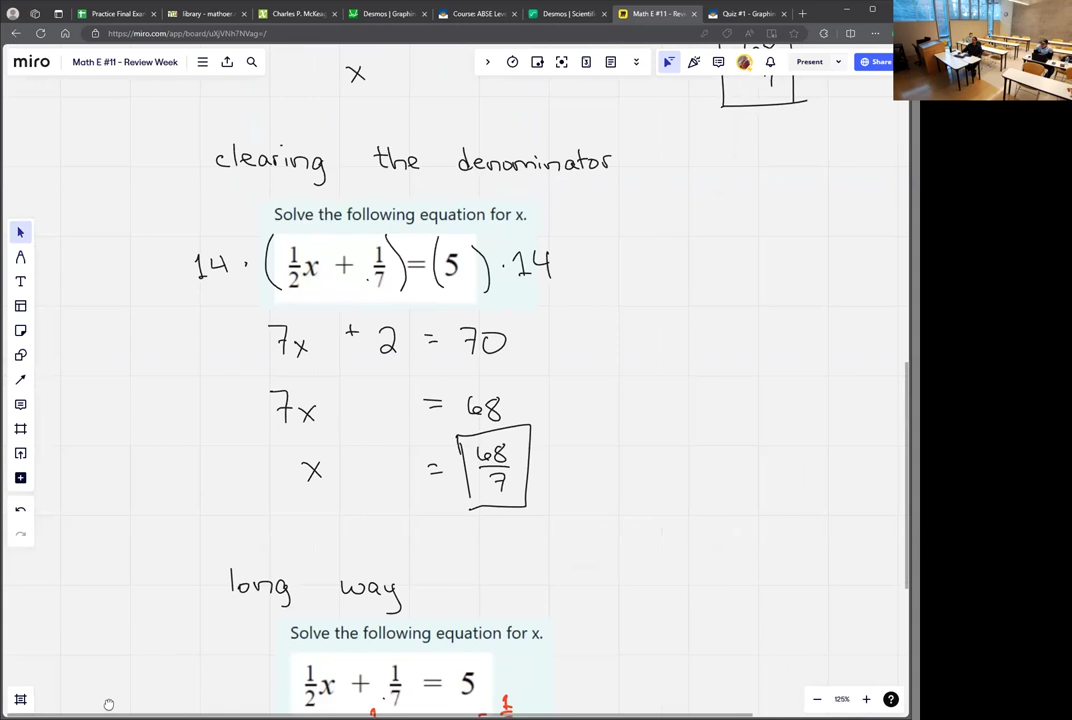 Practice Final Exam
library - mathoer
Charles P. McKeag
Desmos | Graphin
Course: ABSE Level
Desmos | Scientif
Math E #11 - Revi
Quiz #1 - Graphin
https://miro.com/app/board/uXjVNh7NVag=/
miro
Math E #11 - Review Week
Present
Share
x
clearing the denominator
Solve the following equation for x.
14 · ( 1/2 x + 1/7 ) = ( 5 ) · 14
7x + 2 = 70
7x = 68
x = 68/7
long way
Solve the following equation for x.
1/2 x + 1/7 = 5
125%